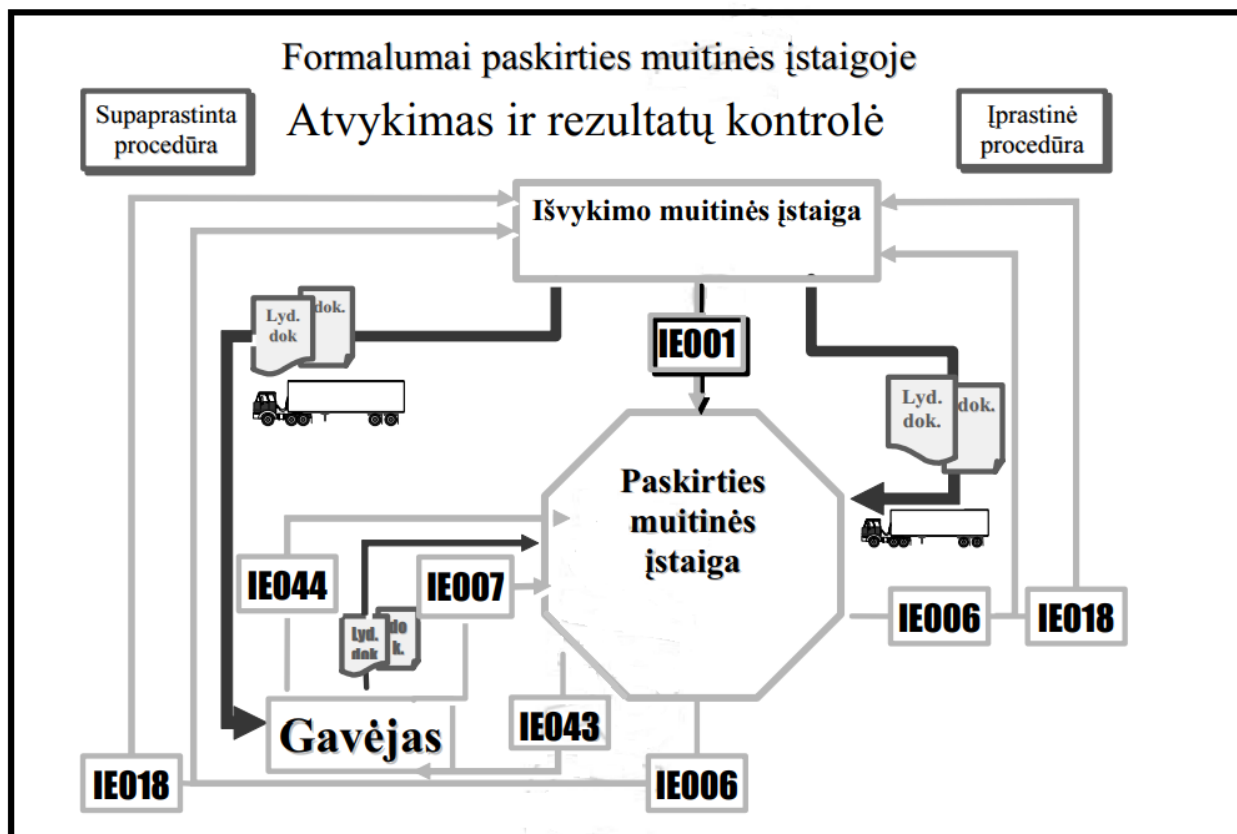 Formalumai paskirties muitinės įstaigoje
Supaprastinta
procedūra
Atvykimas ir rezultatų kontrolė
Įprastinė
procedūra
Išvykimo muitinės įstaiga
Lyd.
dok
dok.
IE001
Lyd.
dok.
dok.
Paskirties
muitinės
įstaiga
IE044
IE007
Lyd.
dok
do
k.
IE006
IE018
Gavėjas
IE043
IE018
IE006